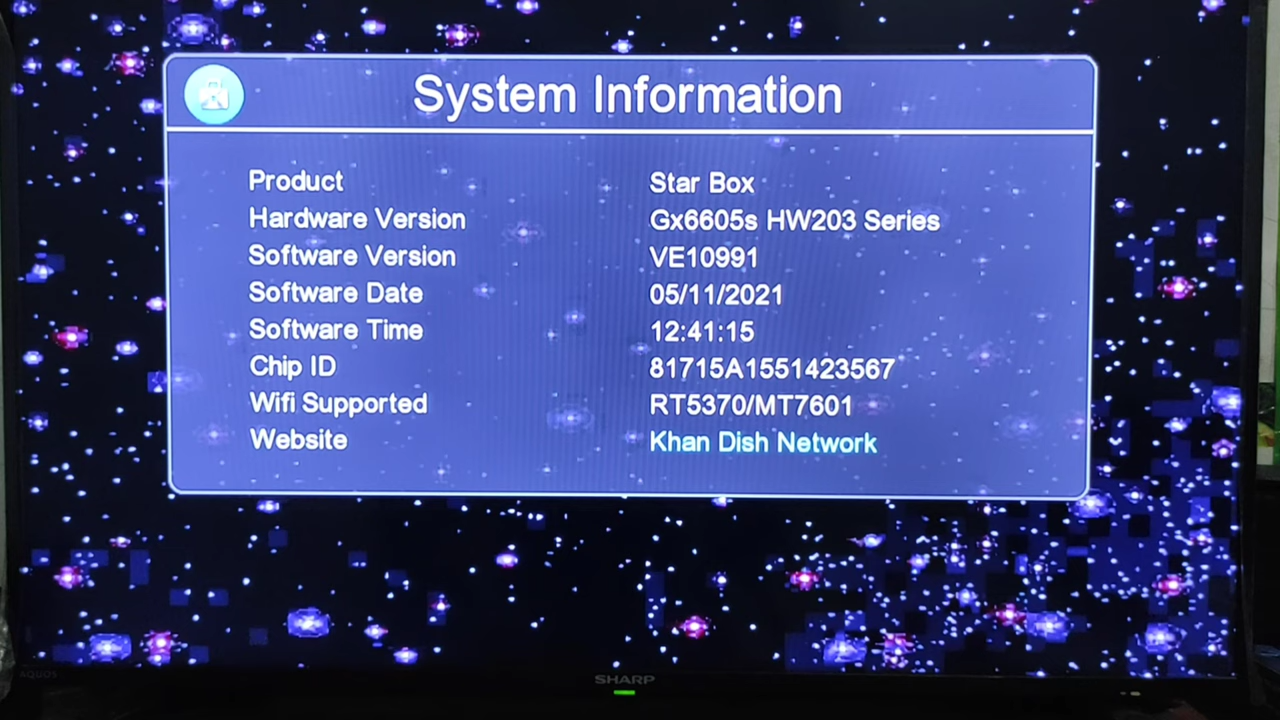 System Information
Product Star Box
Hardware Version Gx6605s HW203 Series
Software Version VE10991
Software Date 05/11/2021
Software Time 12:41:15
Chip ID 81715A1551423567
Wifi Supported RT5370/MT7601
Website Khan Dish Network
AQUOS
SHARP